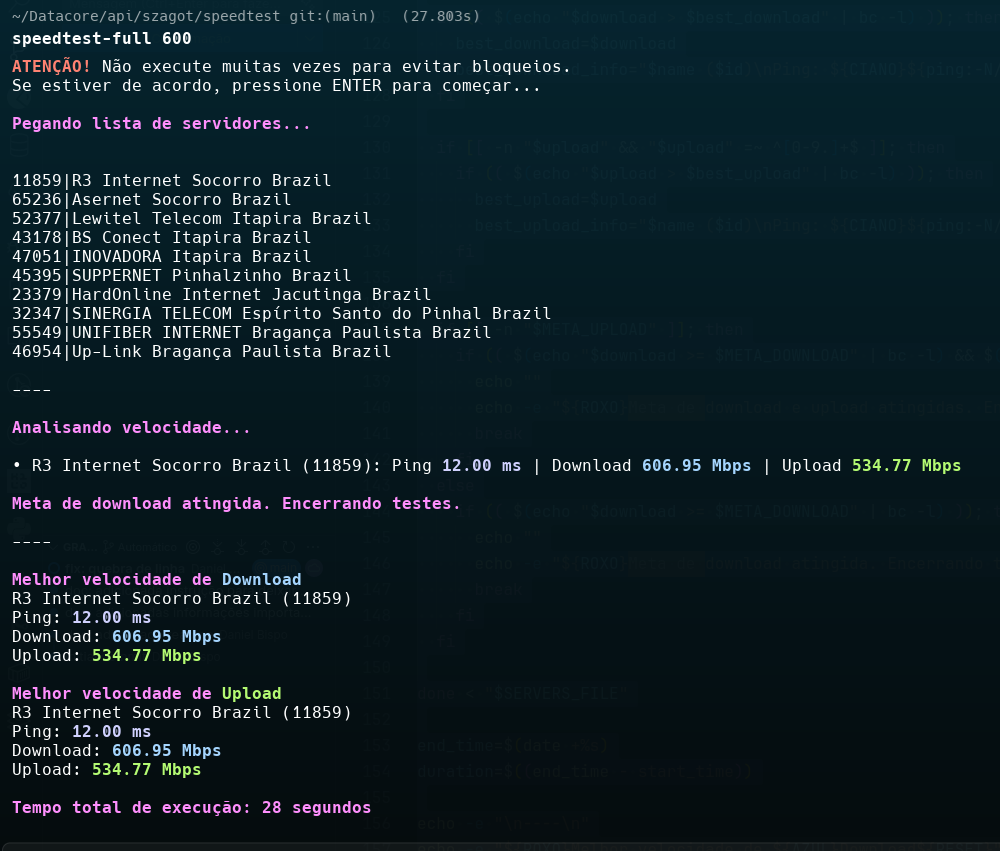 ~/Datacore/api/szagot/speedtest git:(main) (27.803s)
speedtest-full 600
ATENÇÃO! Não execute muitas vezes para evitar bloqueios.
Se estiver de acordo, pressione ENTER para começar...
Pegando lista de servidores...
11859|R3 Internet Socorro Brazil
65236|Asernet Socorro Brazil
52377|Lewitel Telecom Itapira Brazil
43178|BS Conect Itapira Brazil
47051|INOVADORA Itapira Brazil
45395|SUPPERNET Pinhalzinho Brazil
23379|HardOnline Internet Jacutinga Brazil
32347|SINERGIA TELECOM Espírito Santo do Pinhal Brazil
55549|UNIFIBER INTERNET Bragança Paulista Brazil
46954|Up-Link Bragança Paulista Brazil
----
Analisando velocidade...
• R3 Internet Socorro Brazil (11859): Ping 12.00 ms | Download 606.95 Mbps | Upload 534.77 Mbps
Meta de download atingida. Encerrando testes.
----
Melhor velocidade de Download
R3 Internet Socorro Brazil (11859)
Ping: 12.00 ms
Download: 606.95 Mbps
Upload: 534.77 Mbps
Melhor velocidade de Upload
R3 Internet Socorro Brazil (11859)
Ping: 12.00 ms
Download: 606.95 Mbps
Upload: 534.77 Mbps
Tempo total de execução: 28 segundos